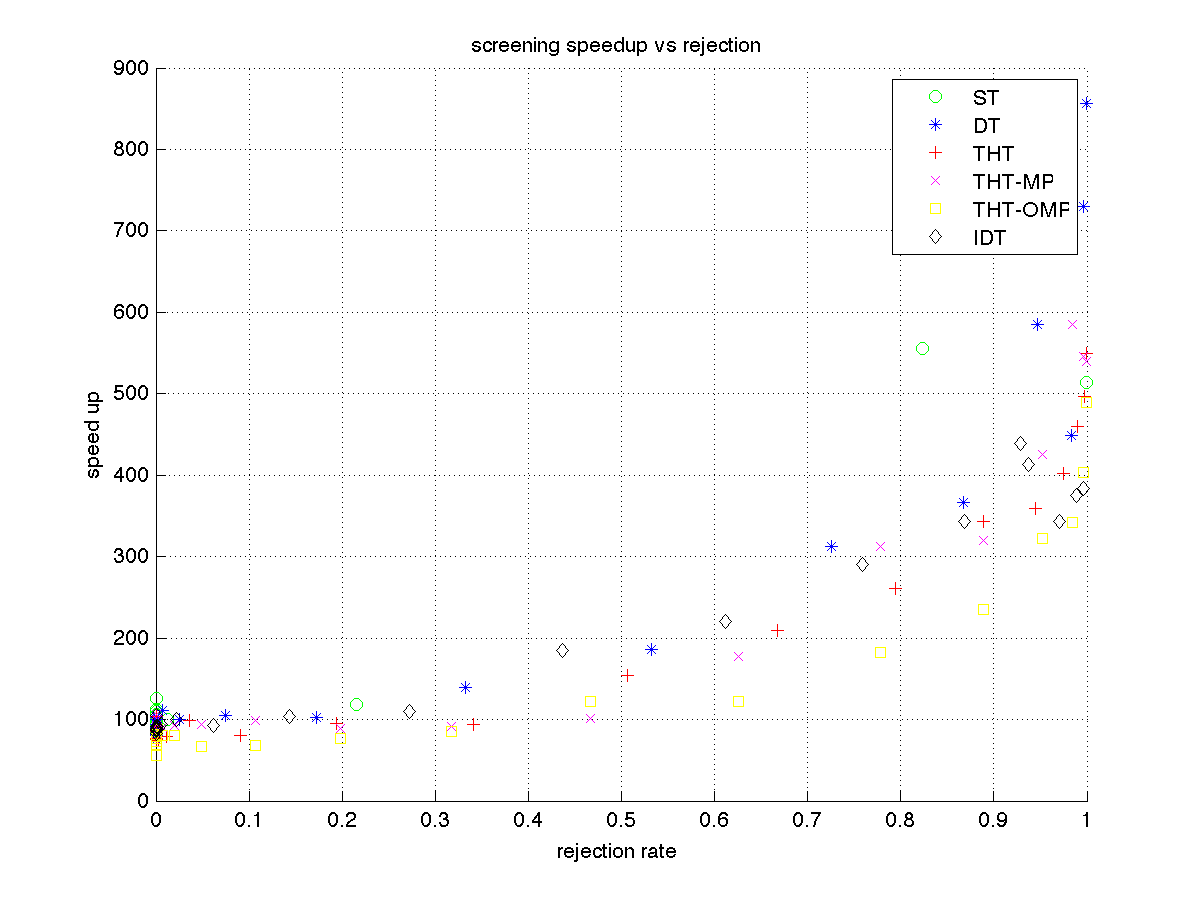 screening speedup vs rejection
900
800
700
600
500
400
300
200
100
0
speed up
ST
DT
THT
THT-MP
THT-OMP
IDT
0 0.1 0.2 0.3 0.4 0.5 0.6 0.7 0.8 0.9 1
rejection rate